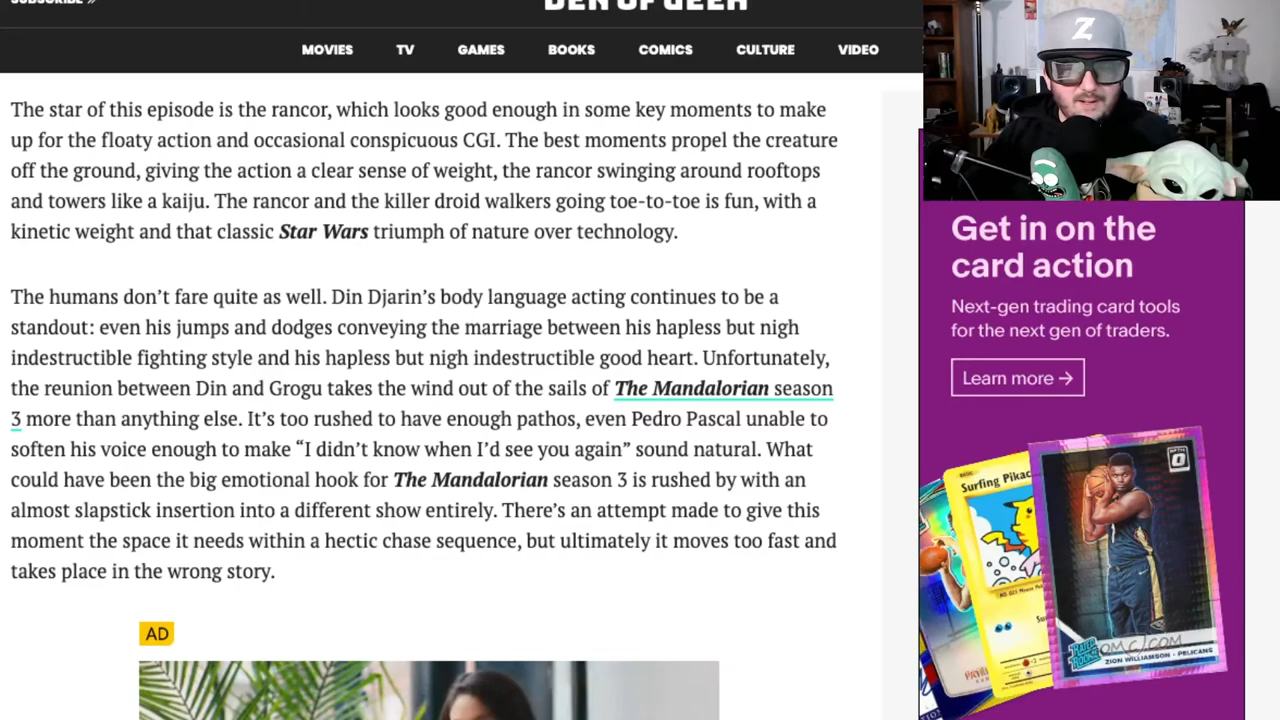 SUBSCRIBE »
DEN OF GEEK
MOVIES TV GAMES BOOKS COMICS CULTURE VIDEO
Z
The star of this episode is the rancor, which looks good enough in some key moments to make
up for the floaty action and occasional conspicuous CGI. The best moments propel the creature
off the ground, giving the action a clear sense of weight, the rancor swinging around rooftops
and towers like a kaiju. The rancor and the killer droid walkers going toe-to-toe is fun, with a
kinetic weight and that classic Star Wars triumph of nature over technology.
The humans don’t fare quite as well. Din Djarin’s body language acting continues to be a
standout: even his jumps and dodges conveying the marriage between his hapless but nigh
indestructible fighting style and his hapless but nigh indestructible good heart. Unfortunately,
the reunion between Din and Grogu takes the wind out of the sails of The Mandalorian season
3 more than anything else. It’s too rushed to have enough pathos, even Pedro Pascal unable to
soften his voice enough to make “I didn’t know when I’d see you again” sound natural. What
could have been the big emotional hook for The Mandalorian season 3 is rushed by with an
almost slapstick insertion into a different show entirely. There’s an attempt made to give this
moment the space it needs within a hectic chase sequence, but ultimately it moves too fast and
takes place in the wrong story.
AD
Get in on the
card action
Next-gen trading card tools
for the next gen of traders.
Learn more →
Surfing Pikac
RATED
ROOKIE
ZION WILLIAMSON • PELICANS